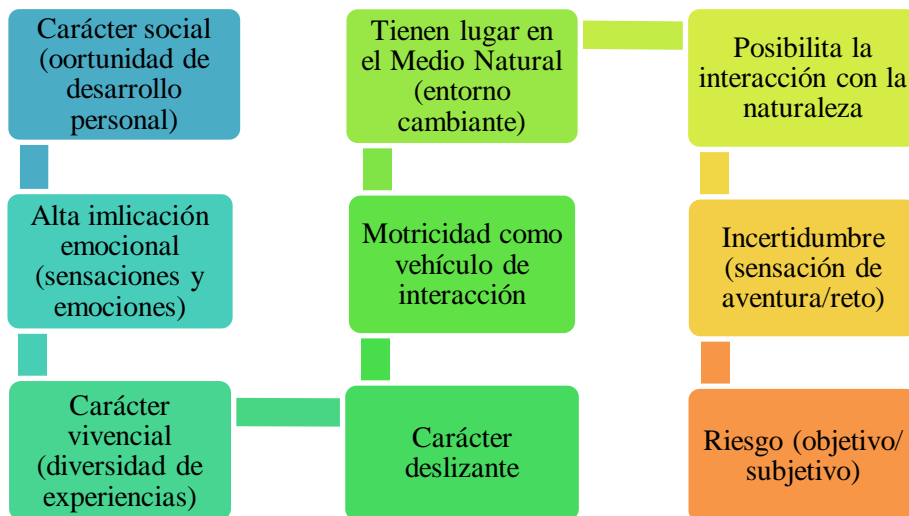 Carácter social
(oortunidad de
desarrollo
personal)
Alta imlicación
emocional
(sensaciones y
emociones)
Carácter
vivencial
(diversidad de
experiencias)
Carácter
deslizante
Motricidad como
vehículo de
interacción
Tienen lugar en
el Medio Natural
(entorno
cambiante)
Posibilita la
interacción con la
naturaleza
Incertidumbre
(sensación de
aventura/reto)
Riesgo (objetivo/
subjetivo)